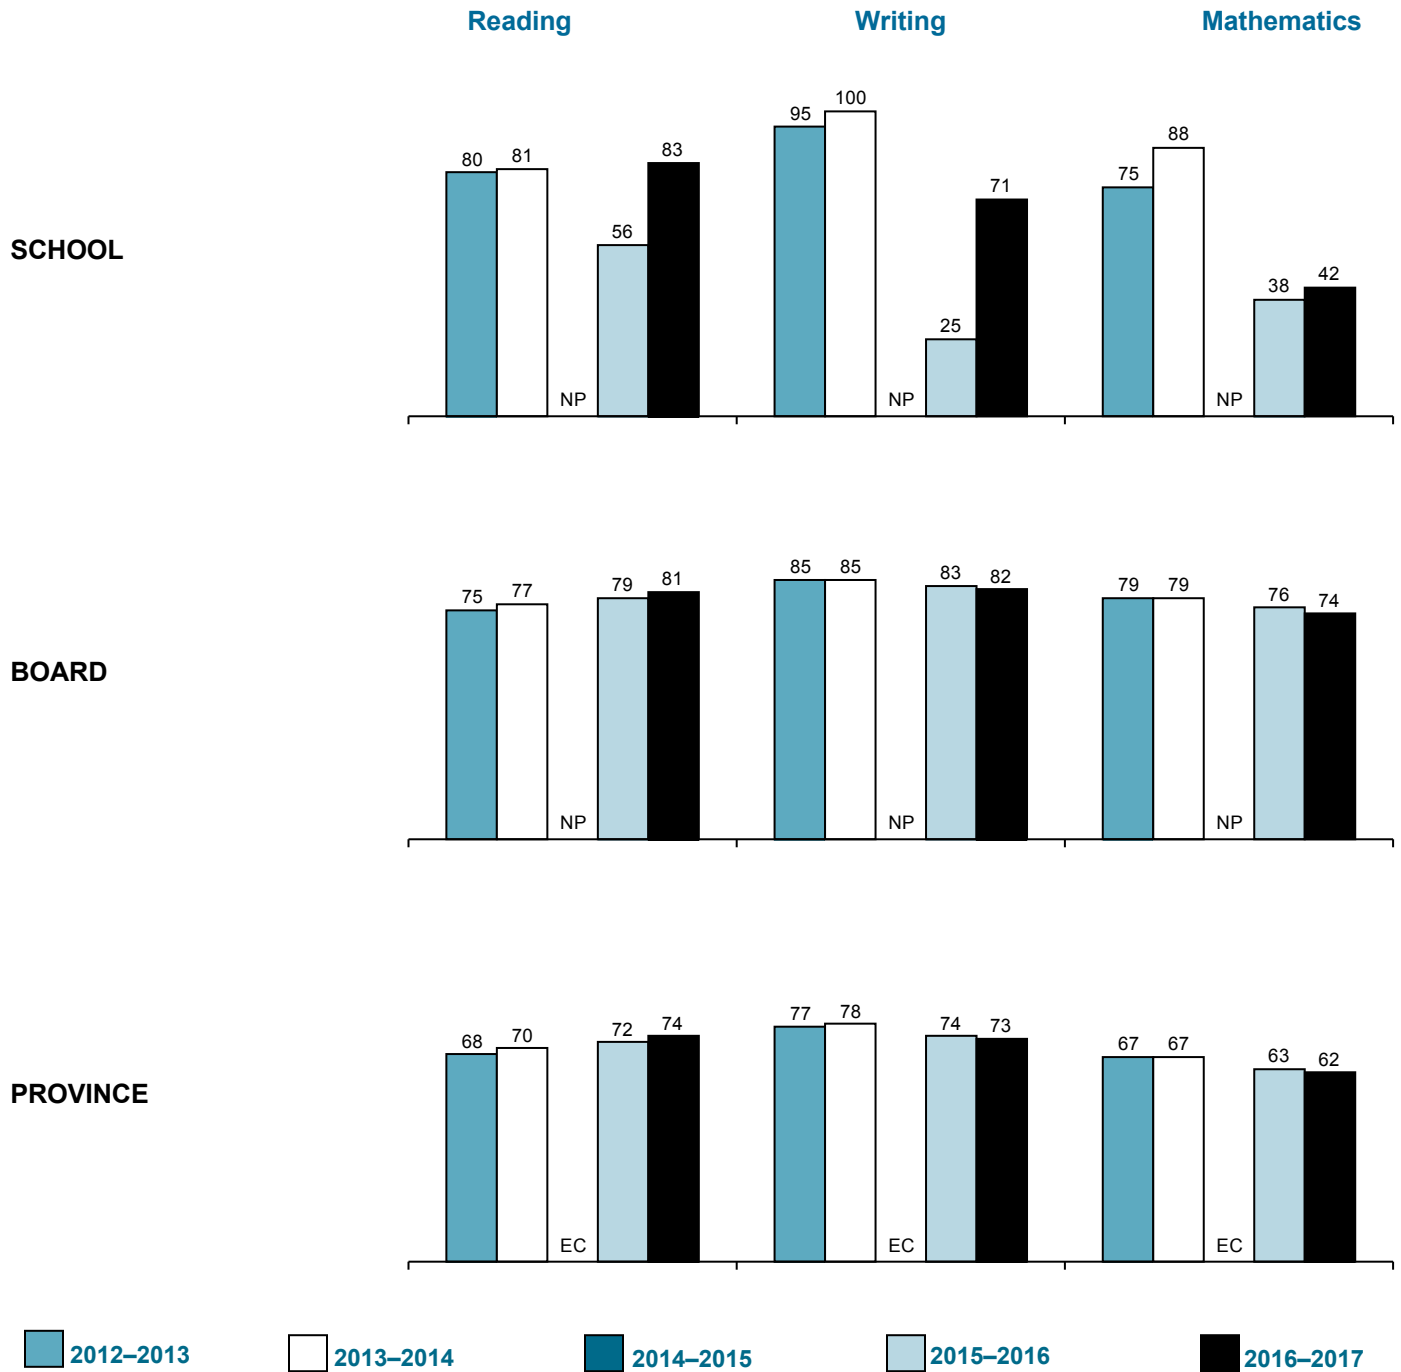 Reading Writing Mathematics
SCHOOL
80 81 NP 56 83 95 100 NP 25 71 75 88 NP 38 42
BOARD
75 77 NP 79 81 85 85 NP 83 82 79 79 NP 76 74
PROVINCE
68 70 EC 72 74 77 78 EC 74 73 67 67 EC 63 62
2012–2013 2013–2014 2014–2015 2015–2016 2016–2017